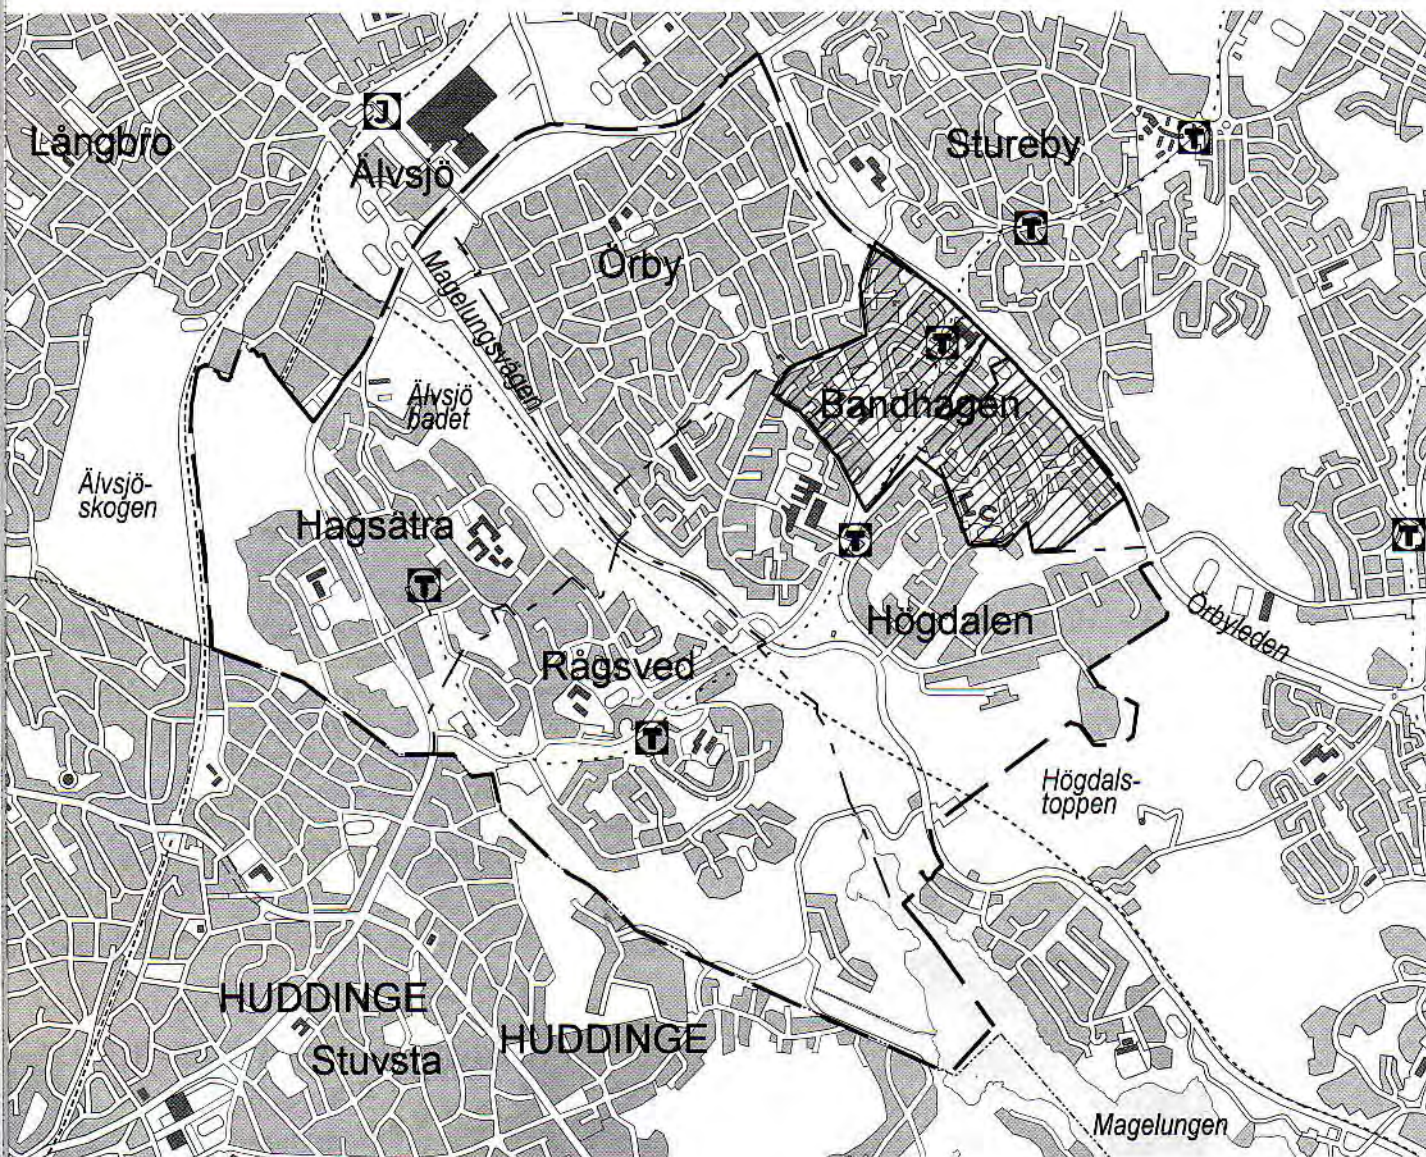 J
Långbro
Älvsjö
Stureby
T
T
Örby
Magelungsvägen
T
Bandhagen
Älvsjö
badet
Älvsjö-
skogen
Hagsätra
T
T
T
Högdalen
Örbyleden
Rågsved
T
Högdals-
toppen
HUDDINGE
HUDDINGE
Stuvsta
Magelungen